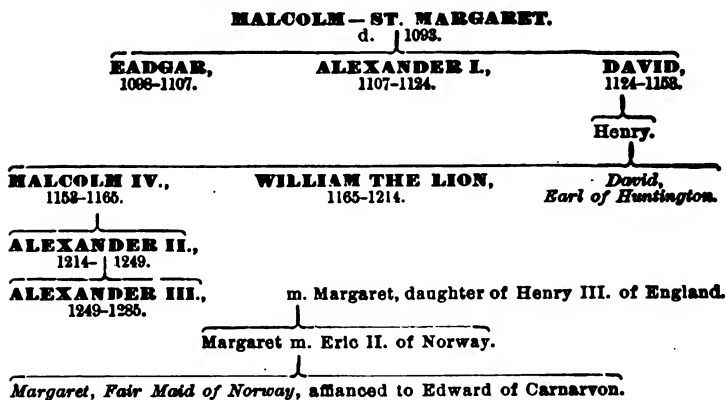 MALCOLM — ST. MARGARET.
d. 1093.
EADGAR, ALEXANDER I., DAVID,
1098-1107. 1107-1124. 1124-1153.
Henry.
MALCOLM IV., WILLIAM THE LION, David,
1153-1165. 1165-1214. Earl of Huntington.
ALEXANDER II.,
1214- 1249.
ALEXANDER III., m. Margaret, daughter of Henry III. of England.
1249-1285.
Margaret m. Eric II. of Norway.
Margaret, Fair Maid of Norway, affianced to Edward of Carnarvon.